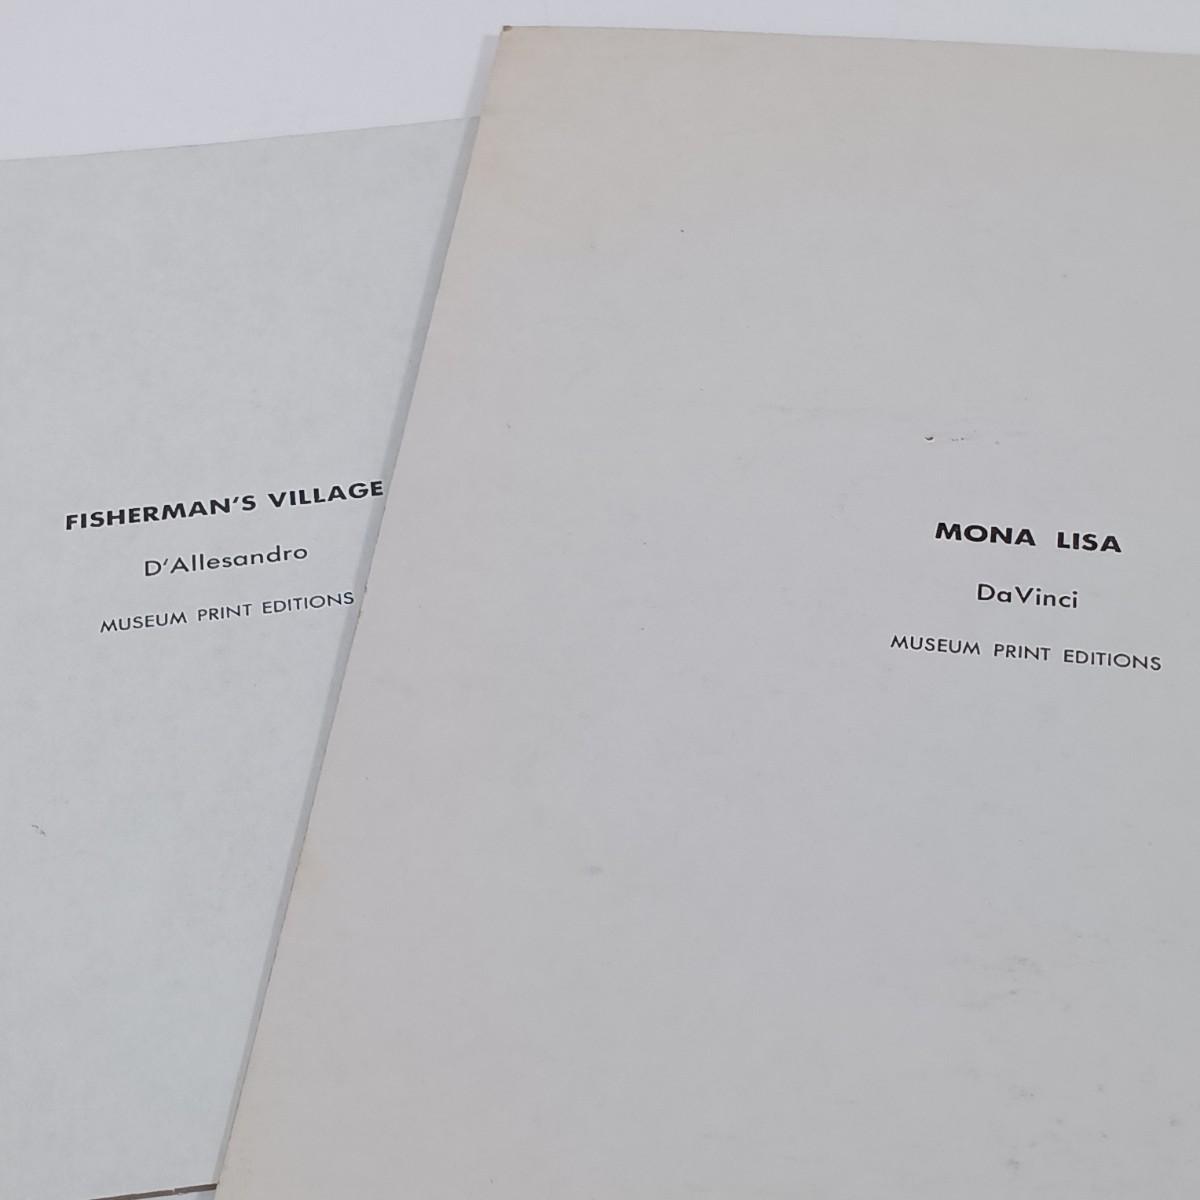 FISHERMAN'S VILLAGE
D'Allesandro
MUSEUM PRINT EDITIONS
MONA LISA
DaVinci
MUSEUM PRINT EDITIONS